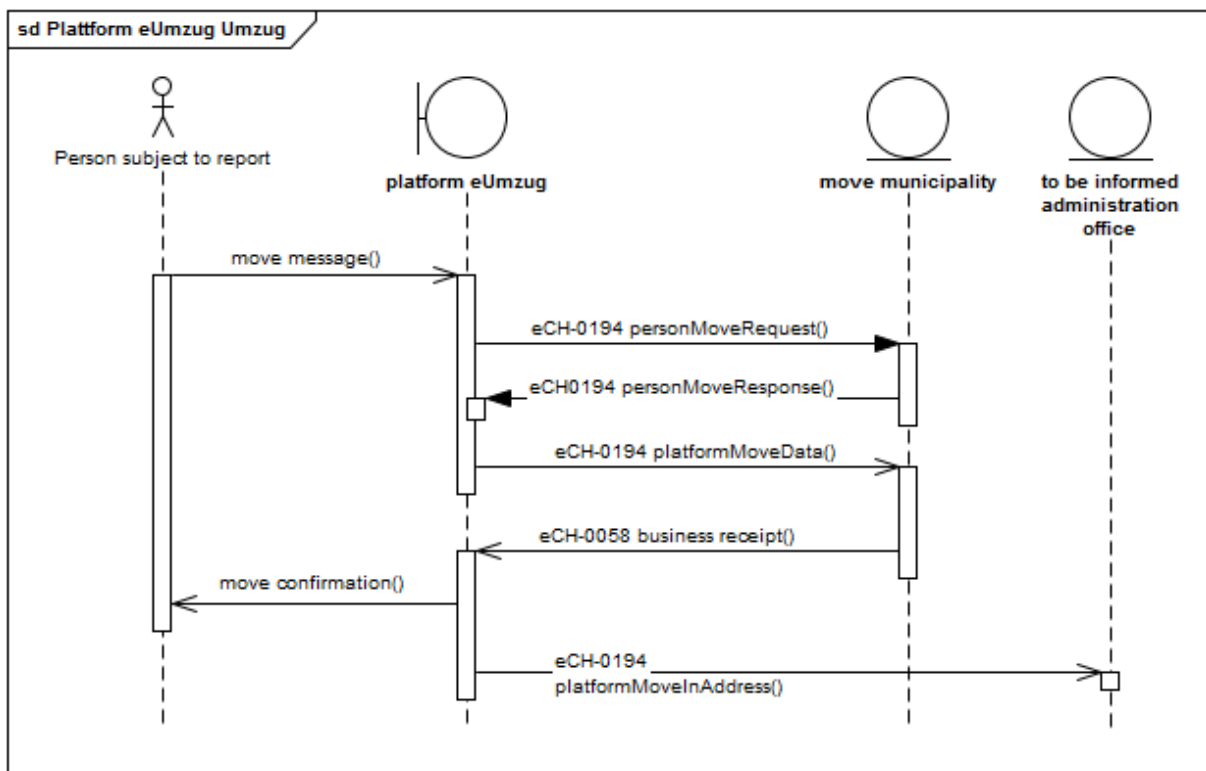 sd Plattform eUmzug Umzug
Person subject to report
platform eUmzug
move municipality
to be informed
administration
office
move message()
eCH-0194 personMoveRequest()
eCH0194 personMoveResponse()
eCH-0194 platformMoveData()
eCH-0058 business receipt()
move confirmation()
eCH-0194
platformMoveInAddress()